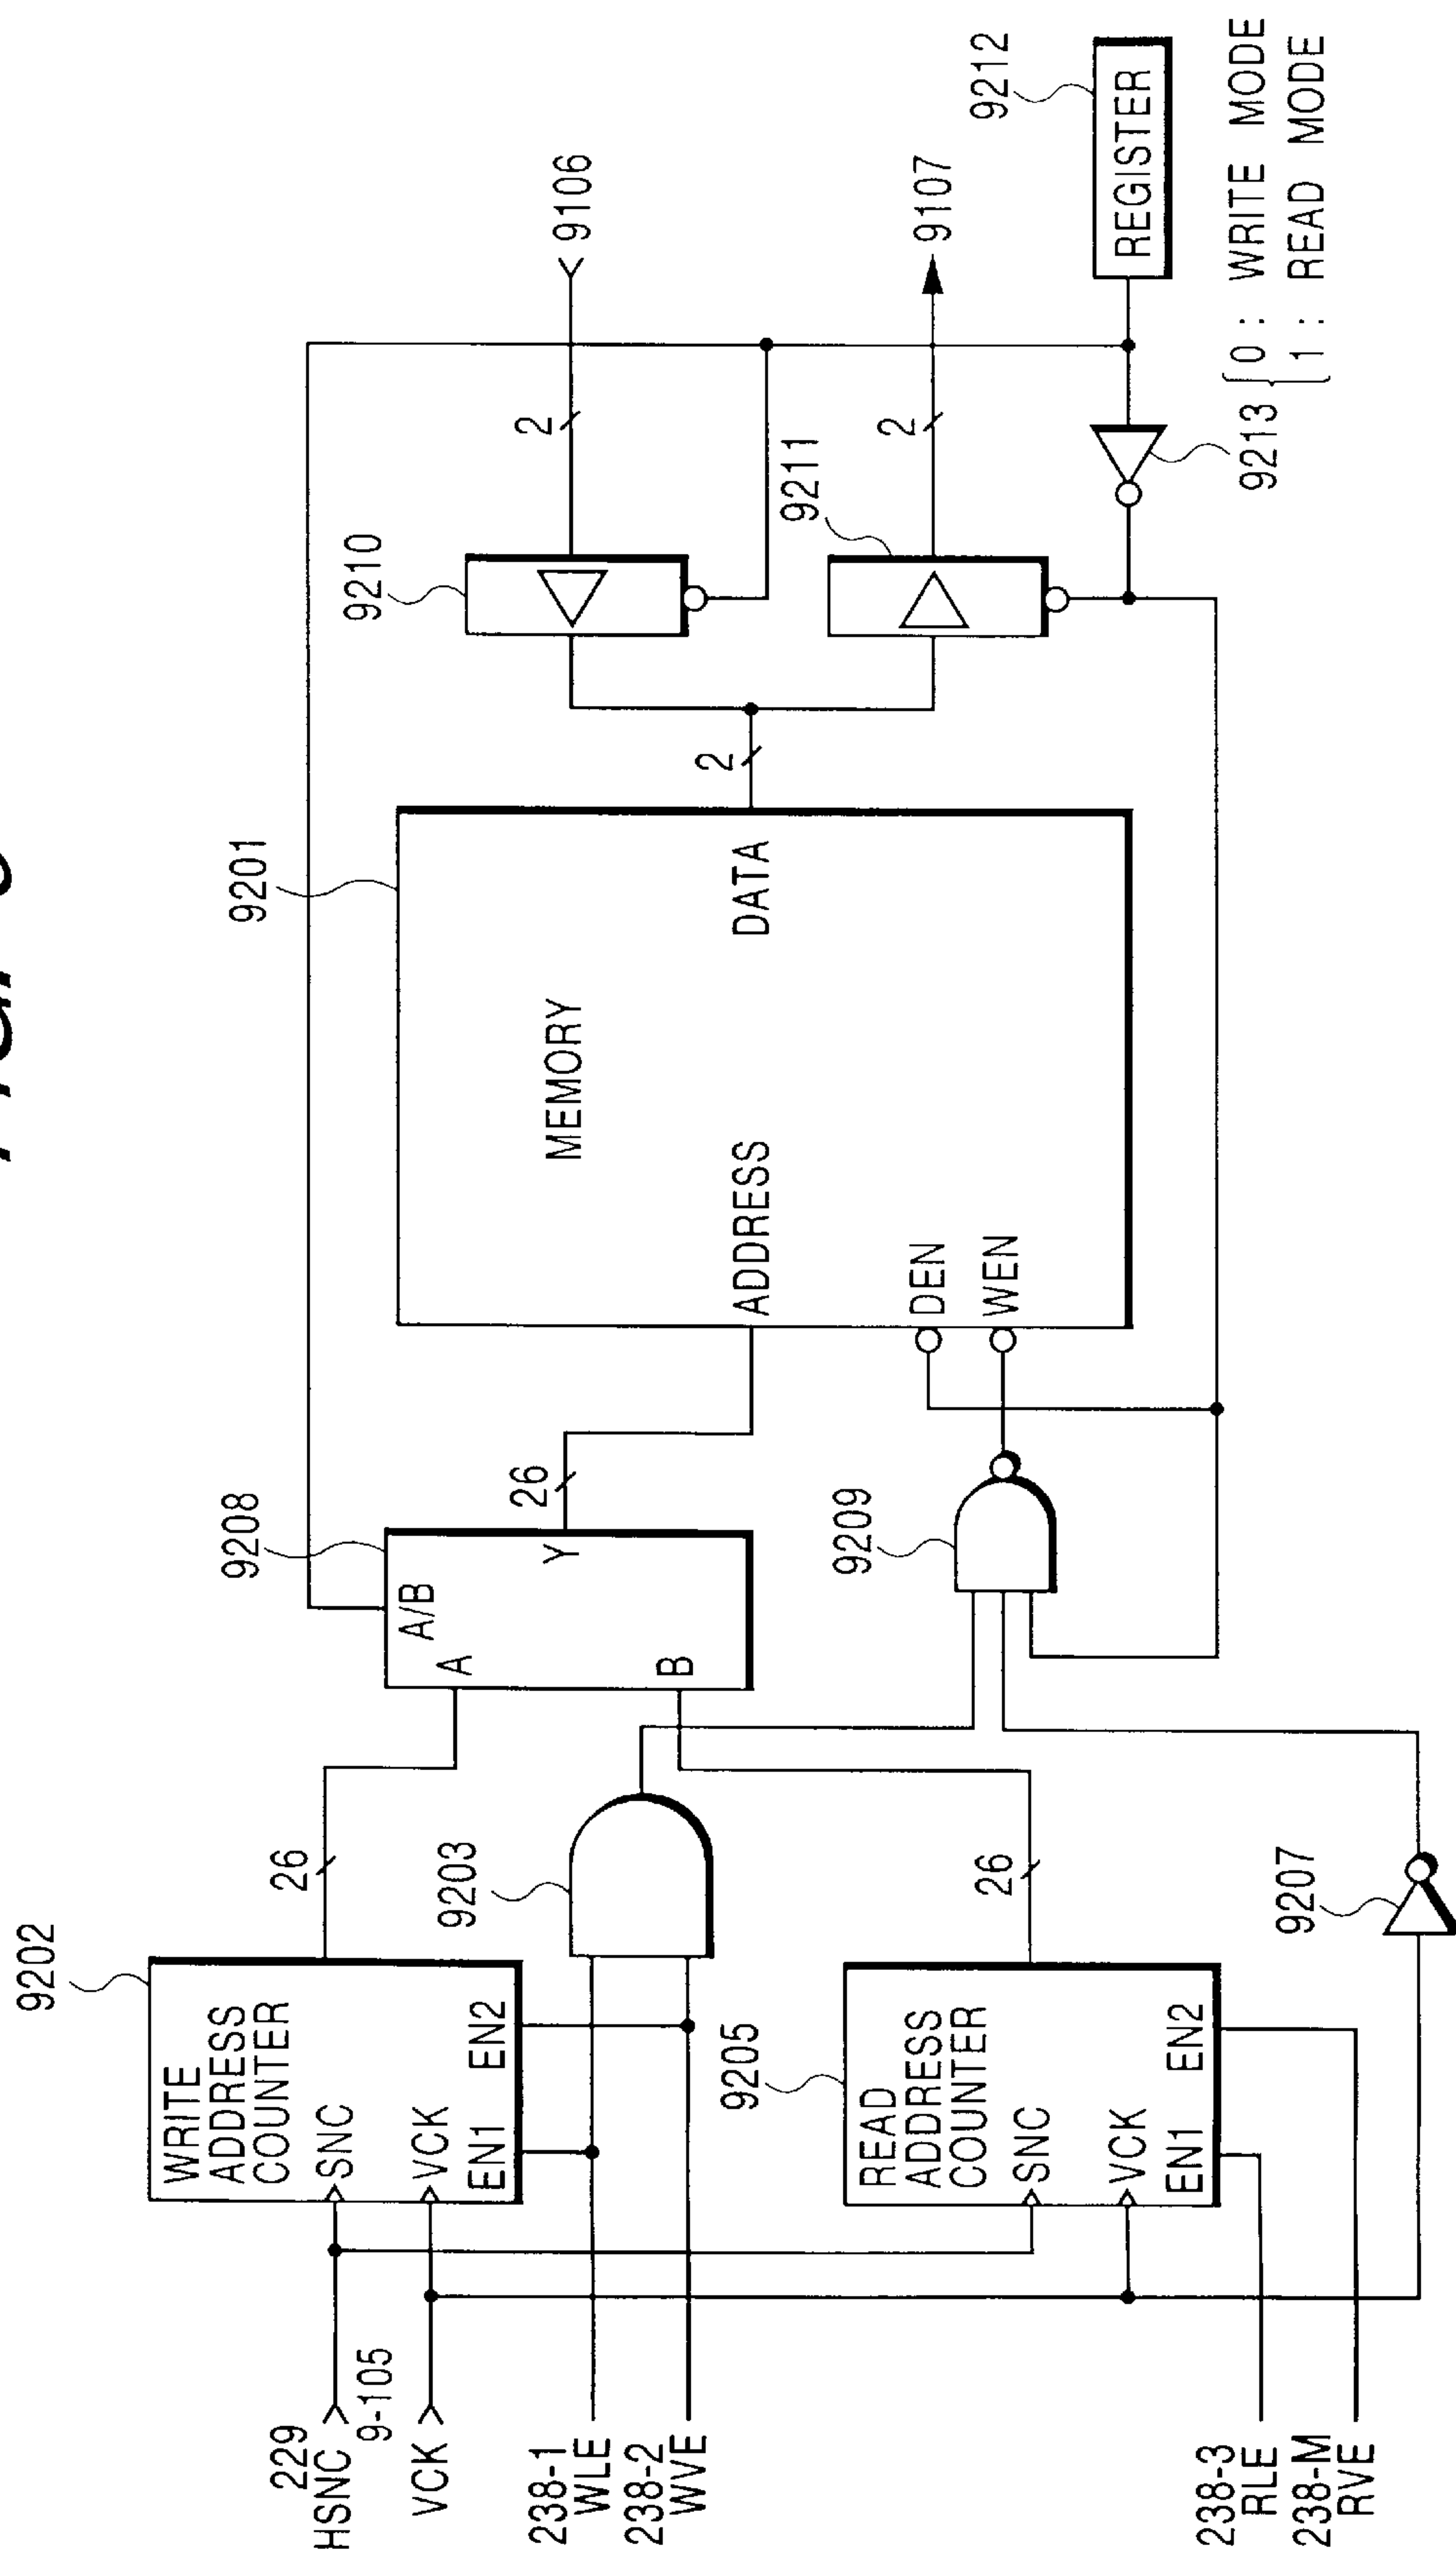 9202
WRITE
ADDRESS
COUNTER
SNC
VCK
EN1
EN2
229
HSNC
9-105
VCK
238-1
WLE
238-2
WVE
26
9203
9208
A/B
A
B
Y
26
9201
MEMORY
ADDRESS
DATA
DEN
WEN
2
9210
2
9106
9211
2
9107
9212
REGISTER
0 : WRITE MODE
1 : READ MODE
9213
9209
9205
READ
ADDRESS
COUNTER
SNC
VCK
EN1
EN2
26
9207
238-3
RLE
238-M
RVE